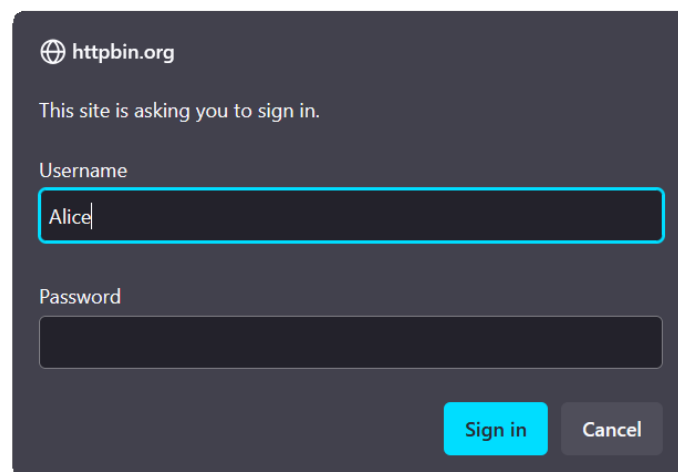 httpbin.org
This site is asking you to sign in.
Username
Alice
Password
Sign in Cancel